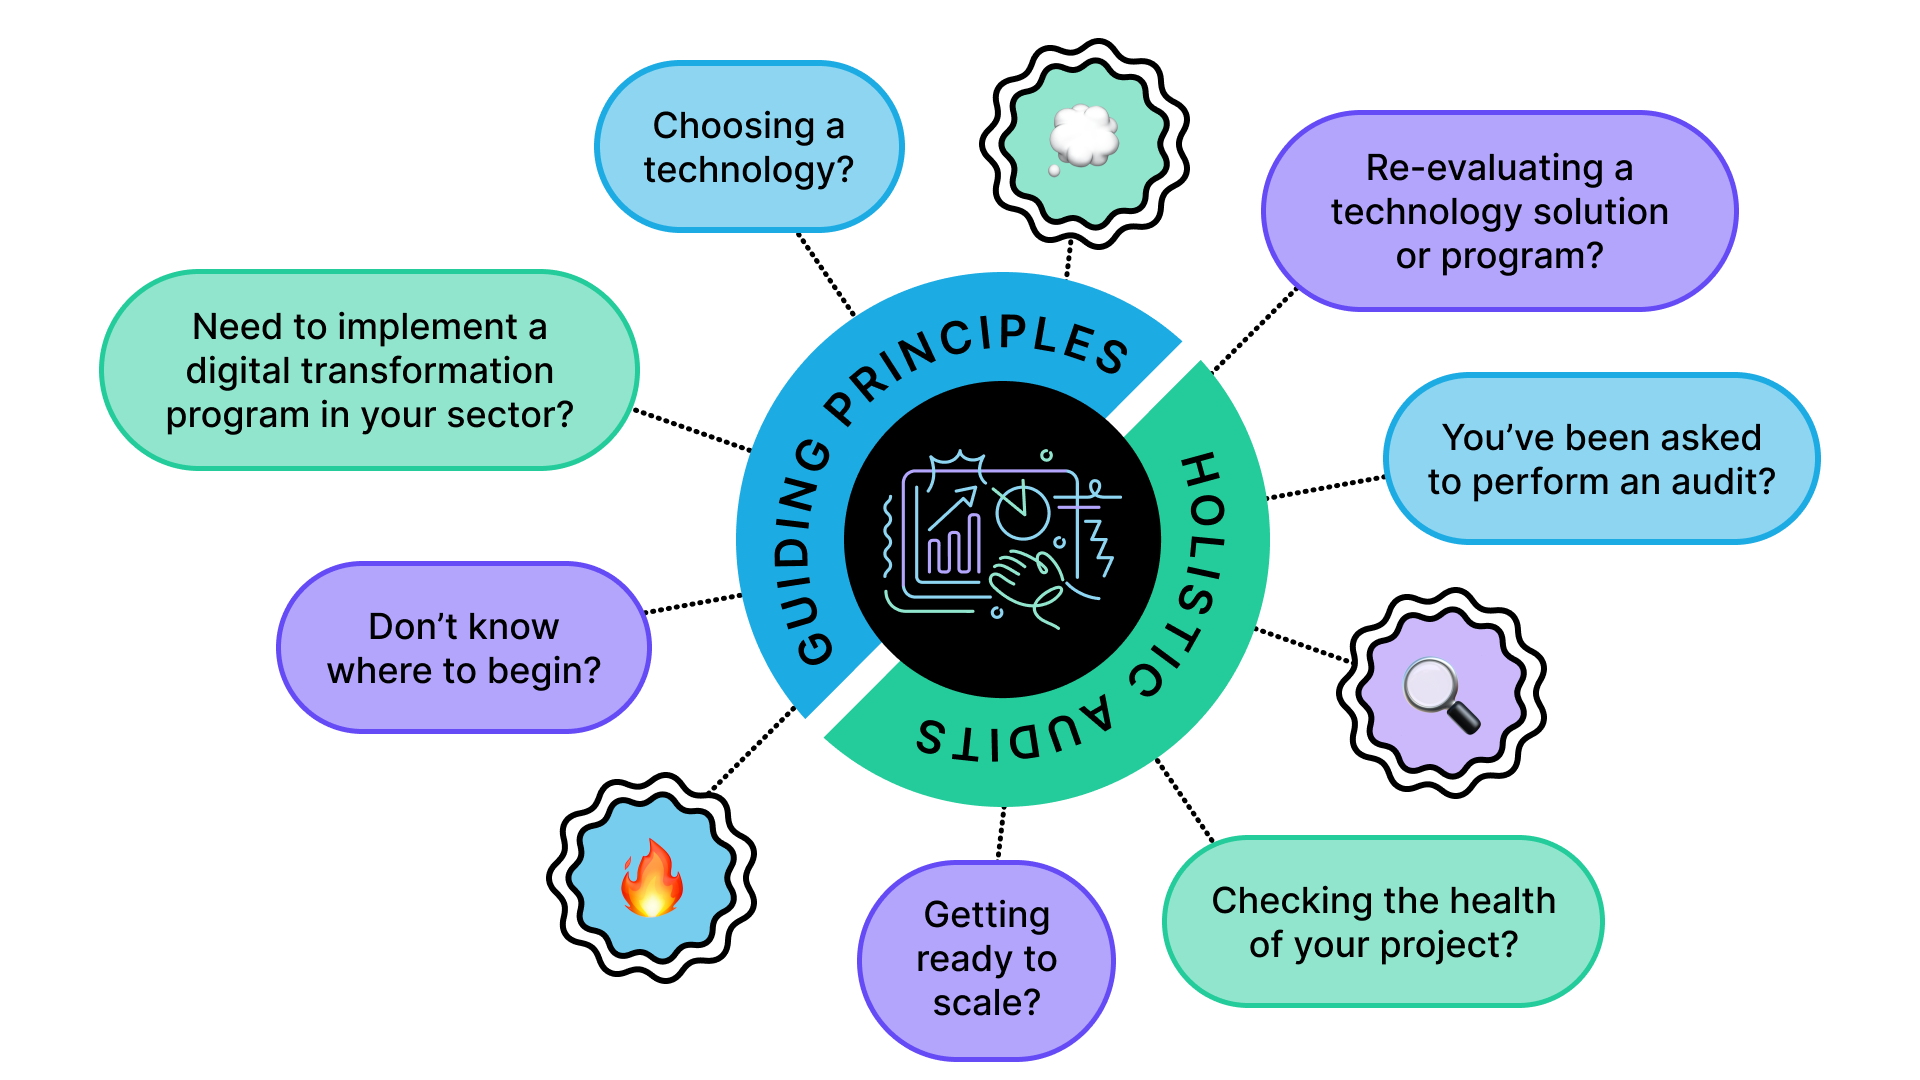 Choosing a
technology?
Re-evaluating a
technology solution
or program?
Need to implement a
digital transformation
program in your sector?
GUIDING PRINCIPLES
You’ve been asked
to perform an audit?
HOLISTIC AUDITS
Don’t know
where to begin?
Getting
ready to
scale?
Checking the health
of your project?